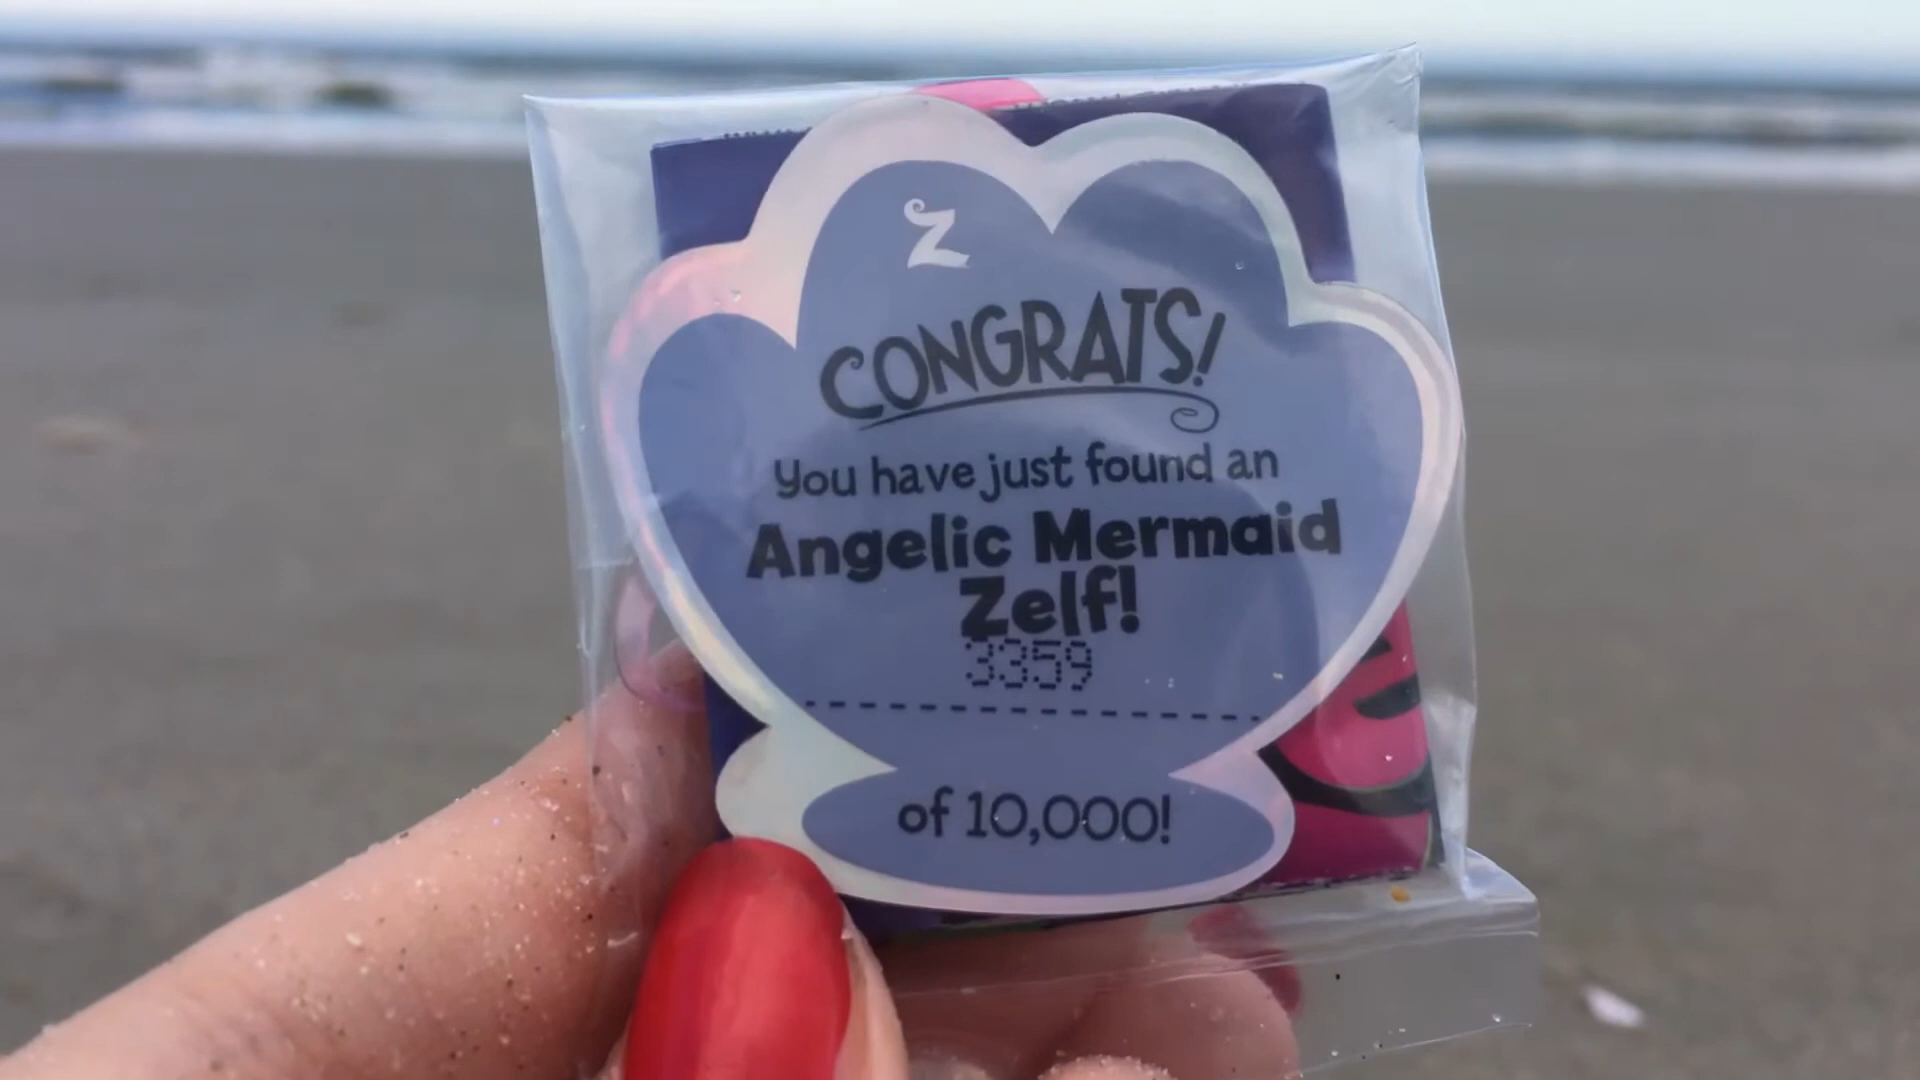 Z
CONGRATS!
You have just found an
Angelic Mermaid
Zelf!
3359
of 10,000!